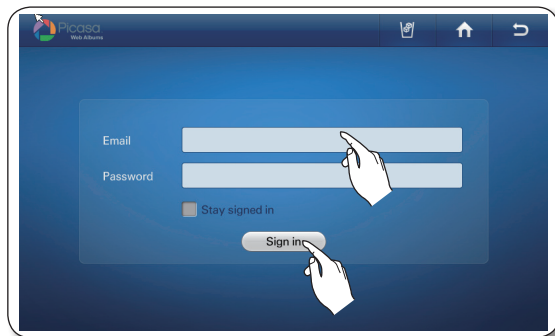 Picasa
Web Albums
Email
Password
Stay signed in
Sign in